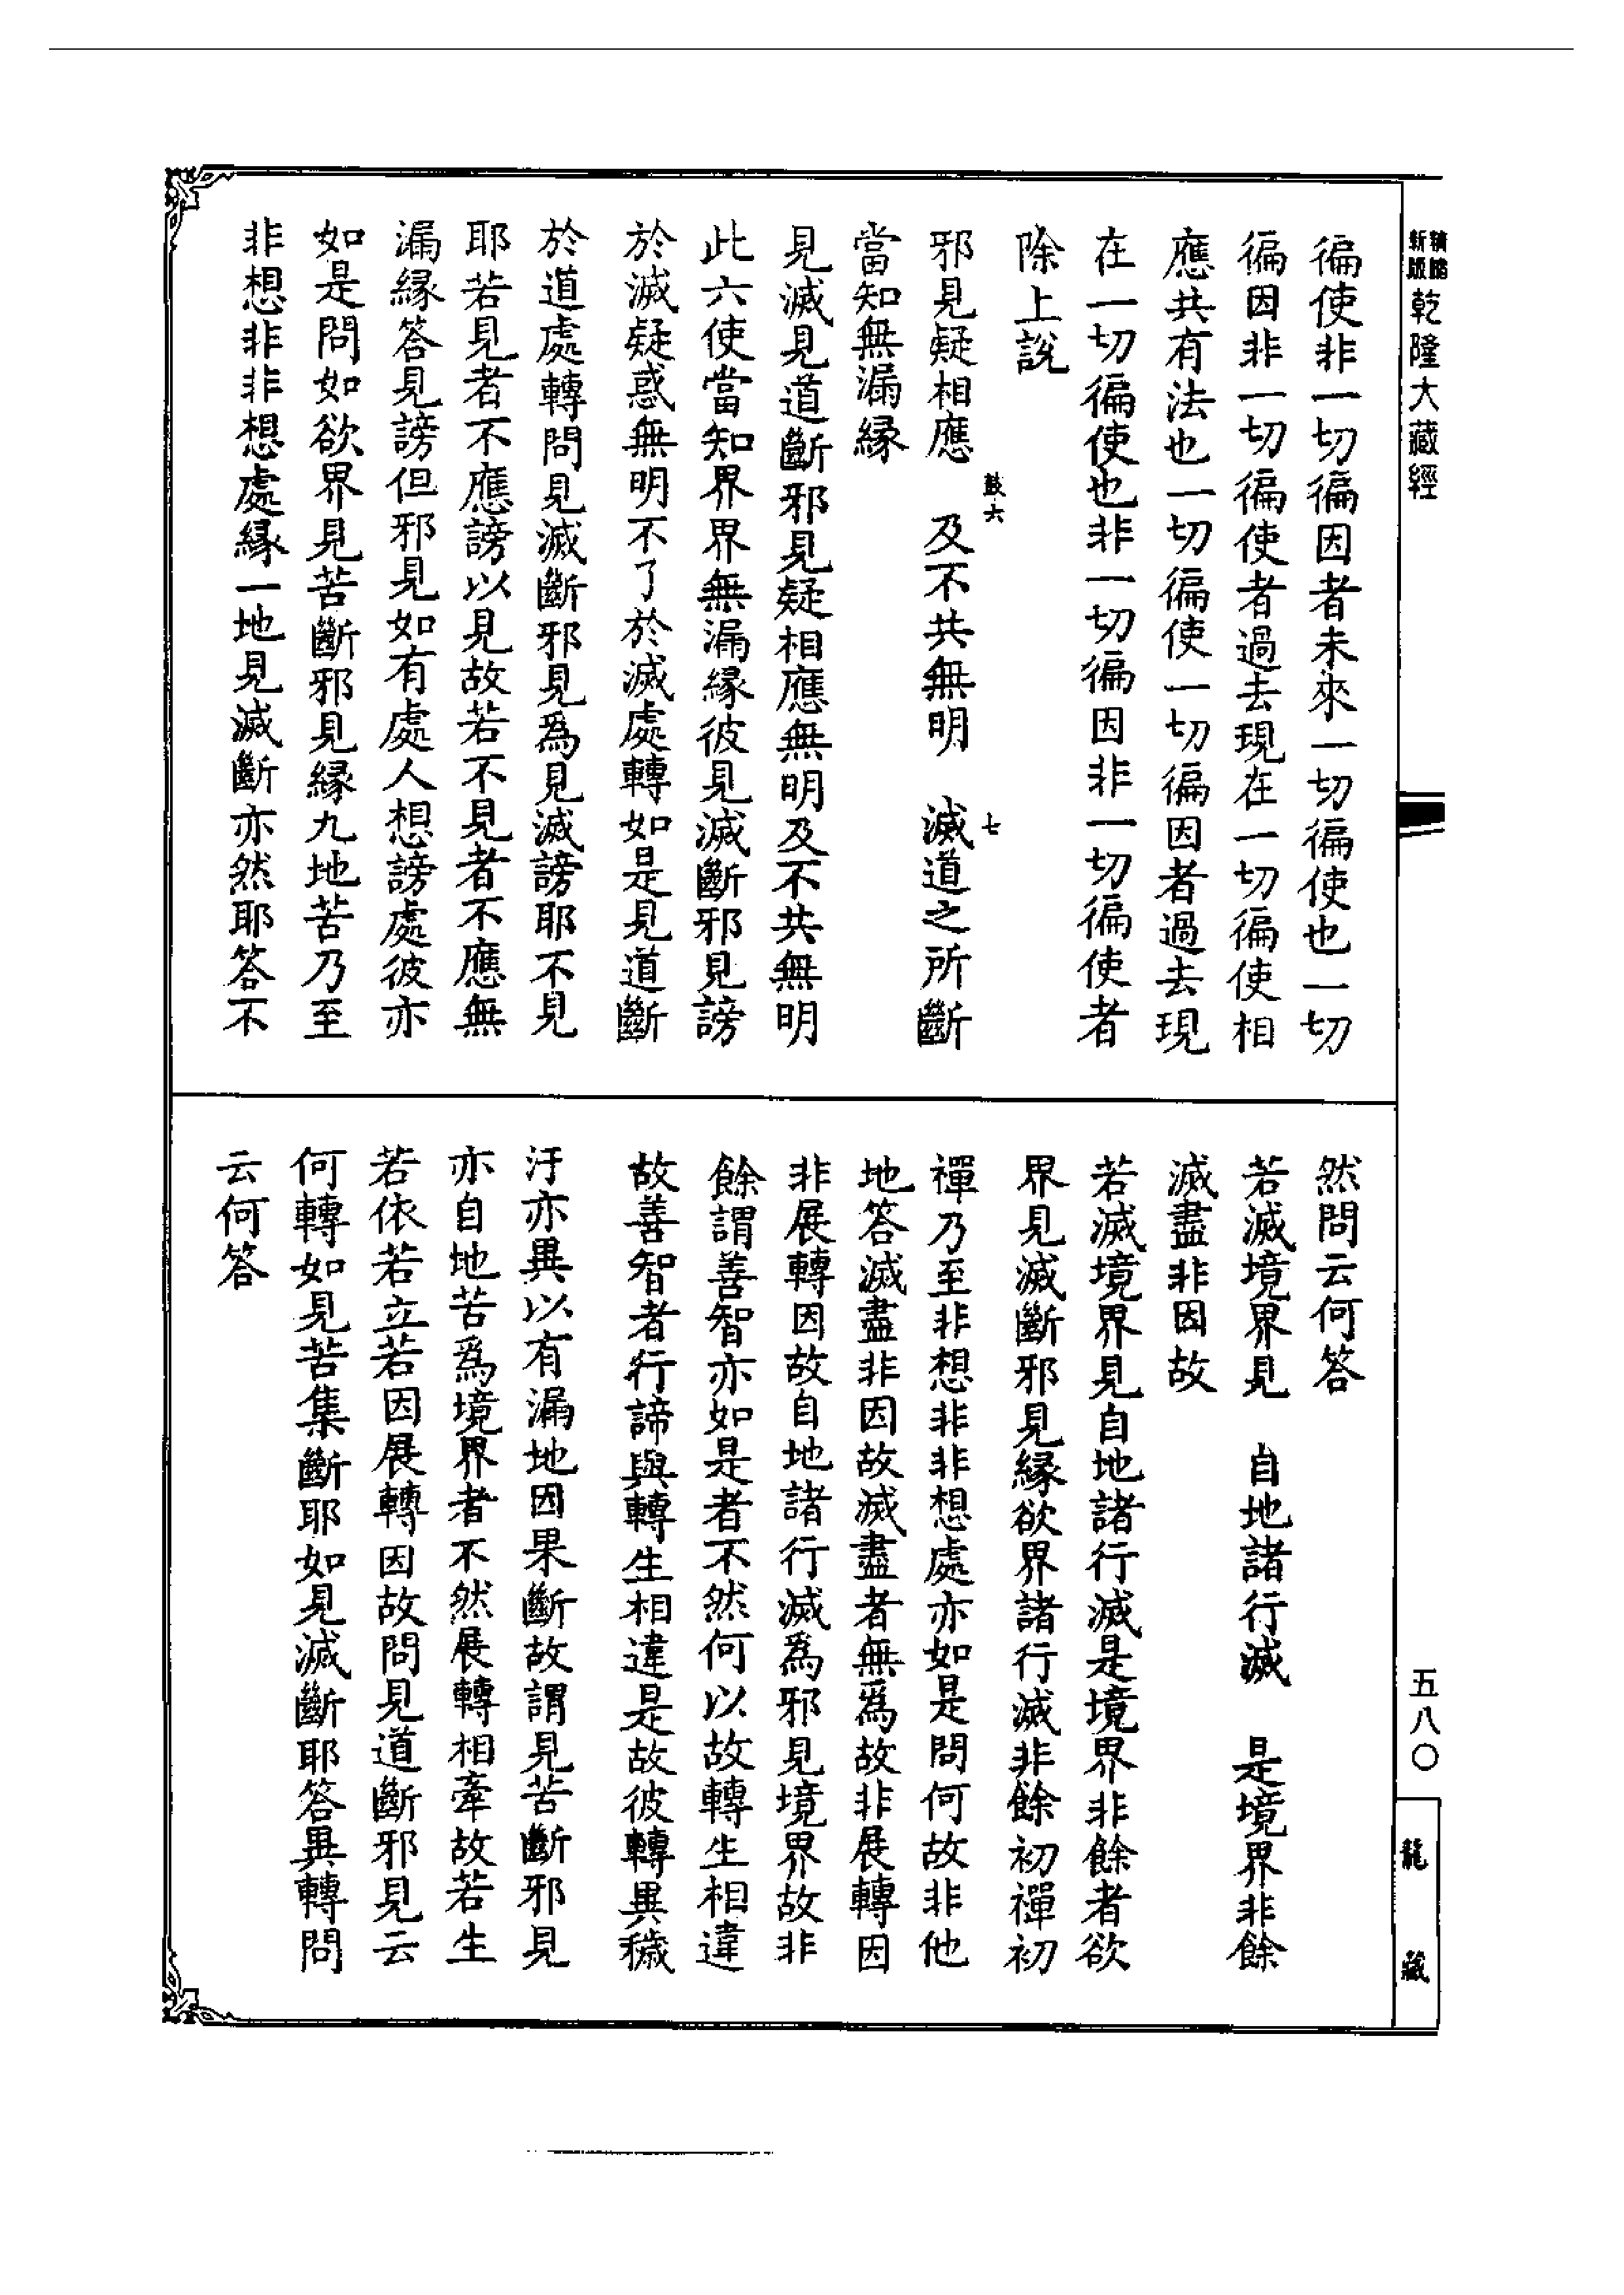 新版
乾隆大藏經
徧使非一切徧因者未來一切徧使也一切
徧因非一切徧使者過去現在一切徧使相
應共有法也一切徧使一切徧因者過去現
在一切徧使也非一切徧因非一切徧使者
除上說
鼓六
七
邪見疑相應　及不共無明　滅道之所斷
當知無漏緣
見滅見道斷邪見疑相應無明及不共無明
此六使當知界界無漏緣彼見滅斷邪見謗
於滅疑惑無明不了於滅處轉如是見道斷
於道處轉問見滅斷邪見爲見滅謗耶不見
耶若見者不應謗以見故若不見者不應無
漏緣答見謗但邪見如有處人想謗處彼亦
如是問如欲界見苦斷邪見緣九地苦乃至
非想非非想處緣一地見滅斷亦然耶答不
然問云何答
若滅境界見　自地諸行滅　是境界非餘
滅盡非因故
若滅境界見自地諸行滅是境界非餘者欲
界見滅斷邪見緣欲界諸行滅非餘初禪初
禪乃至非想非非想處亦如是問何故非他
地答滅盡非因故滅盡者無爲故非展轉因
非展轉因故自地諸行滅爲邪見境界故非
餘謂善智亦如是者不然何以故轉生相違
故善智者行諦與轉生相違是故彼轉異穢
汙亦異以有漏地因果斷故謂見苦斷邪見
亦自地苦爲境界者不然展轉相牽故若生
若依若立若因展轉因故問見道斷邪見云
何轉如見苦集斷耶如見滅斷耶答異轉問
云何答
五八〇
龍藏